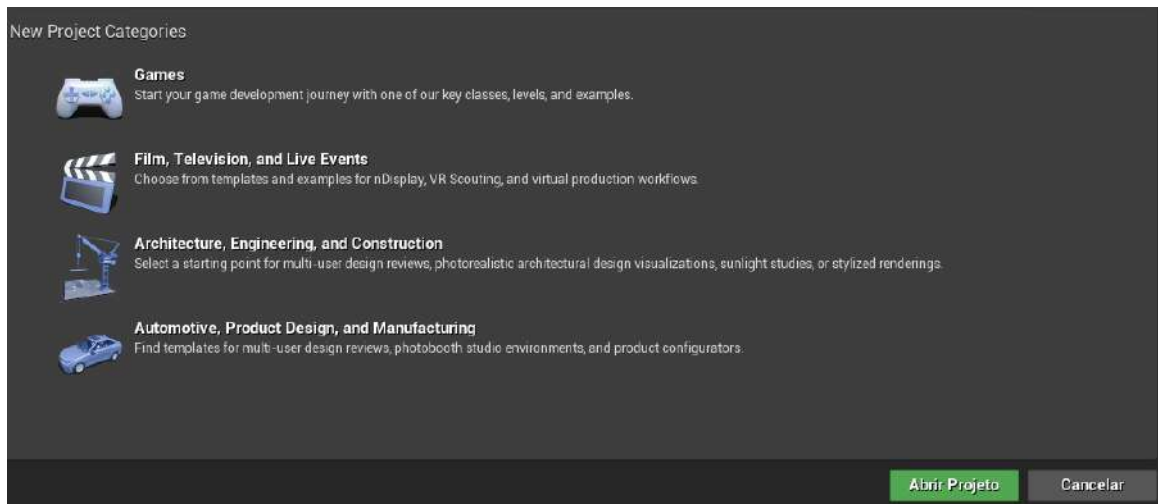 New Project Categories
Games
Start your game development journey with one of our key classes, levels, and examples.
Film, Television, and Live Events
Choose from templates and examples for nDisplay, VR Scouting, and virtual production workflows.
Architecture, Engineering, and Construction
Select a starting point for multi-user design reviews, photorealistic architectural design visualizations, sunlight studies, or stylized renderings.
Automotive, Product Design, and Manufacturing
Find templates for multi-user design reviews, photobooth studio environments, and product configurators.
Abrir Projeto Cancelar